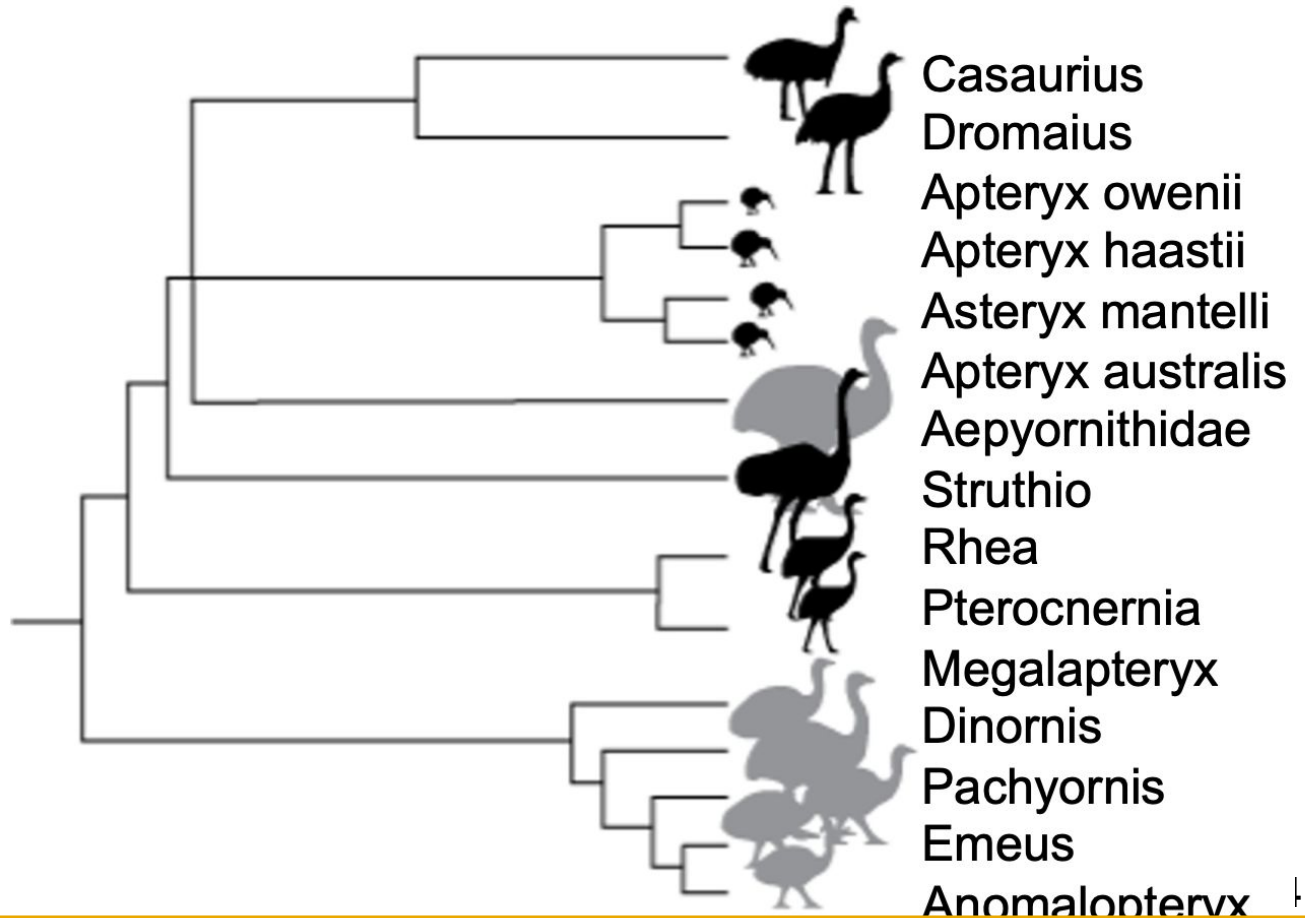 Casaurius
Dromaius
Apteryx owenii
Apteryx haastii
Asteryx mantelli
Apteryx australis
Aepyornithidae
Struthio
Rhea
Pterocnernia
Megalapteryx
Dinornis
Pachyornis
Emeus
Anomalopteryx